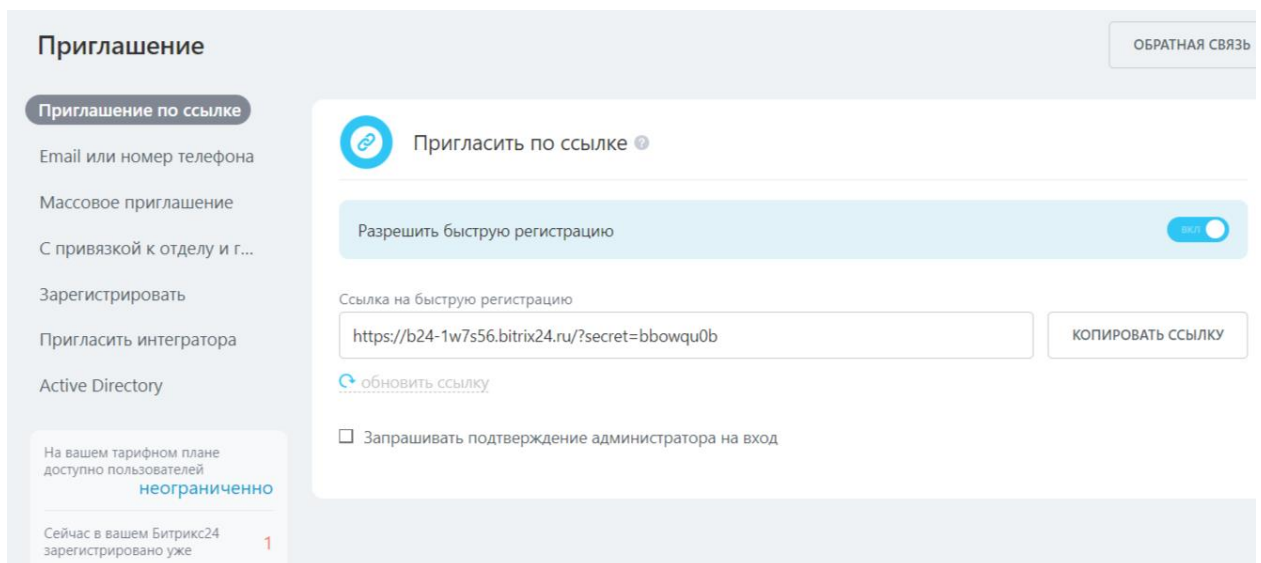 Приглашение
ОБРАТНАЯ СВЯЗЬ
Приглашение по ссылке
Email или номер телефона
Массовое приглашение
С привязкой к отделу и г...
Зарегистрировать
Пригласить интегратора
Active Directory
На вашем тарифном плане
доступно пользователей
неограниченно
Сейчас в вашем Битрикс24
зарегистрировано уже
1
Пригласить по ссылке
Разрешить быструю регистрацию
ВКЛ
Ссылка на быструю регистрацию
https://b24-1w7s56.bitrix24.ru/?secret=bbowqu0b
КОПИРОВАТЬ ССЫЛКУ
обновить ссылку
Запрашивать подтверждение администратора на вход